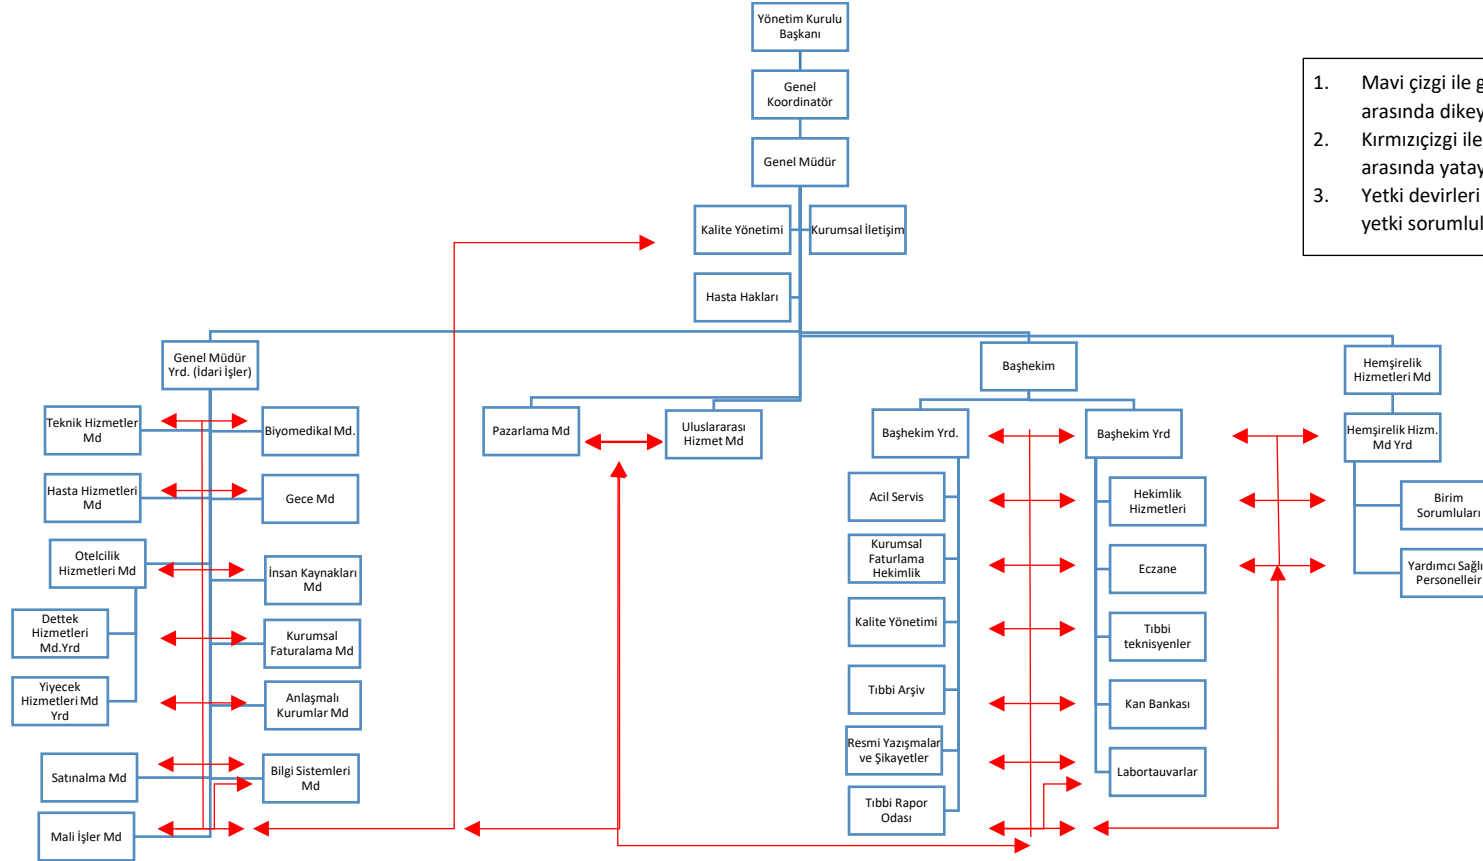 Yönetim Kurulu
Başkanı
Genel
Koordinatör
Genel Müdür
Kalite Yönetimi
Kurumsal İletişim
Hasta Hakları
1. Mavi çizgi ile
arasında dikey
2. Kırmızıçizgi ile
arasında yatay
3. Yetki devirleri
yetki
Genel Müdür
Yrd. (İdari İşler)
Teknik Hizmetler
Md
Biyomedikal Md.
Hasta Hizmetleri
Md
Gece Md
Otelcilik
Hizmetleri Md
İnsan Kaynakları
Md
Dettek
Hizmetleri
Md.Yrd
Kurumsal
Faturalama Md
Yiyecek
Hizmetleri Md
Yrd
Anlaşmalı
Kurumlar Md
Satınalma Md
Bilgi Sistemleri
Md
Mali İşler Md
Pazarlama Md
Uluslararası
Hizmet Md
Başhekim
Başhekim Yrd.
Başhekim Yrd
Acil Servis
Hekimlik
Hizmetleri
Kurumsal
Faturlama
Hekimlik
Eczane
Kalite Yönetimi
Tıbbi
teknisyenler
Tıbbi Arşiv
Kan Bankası
Resmi Yazışmalar
ve Şikayetler
Labortauvarlar
Tıbbi Rapor
Odası
Hemşirelik
Hizmetleri Md
Hemşirelik Hizm.
Md Yrd
Birim
Sorumluları
Yardımcı
Personelleir